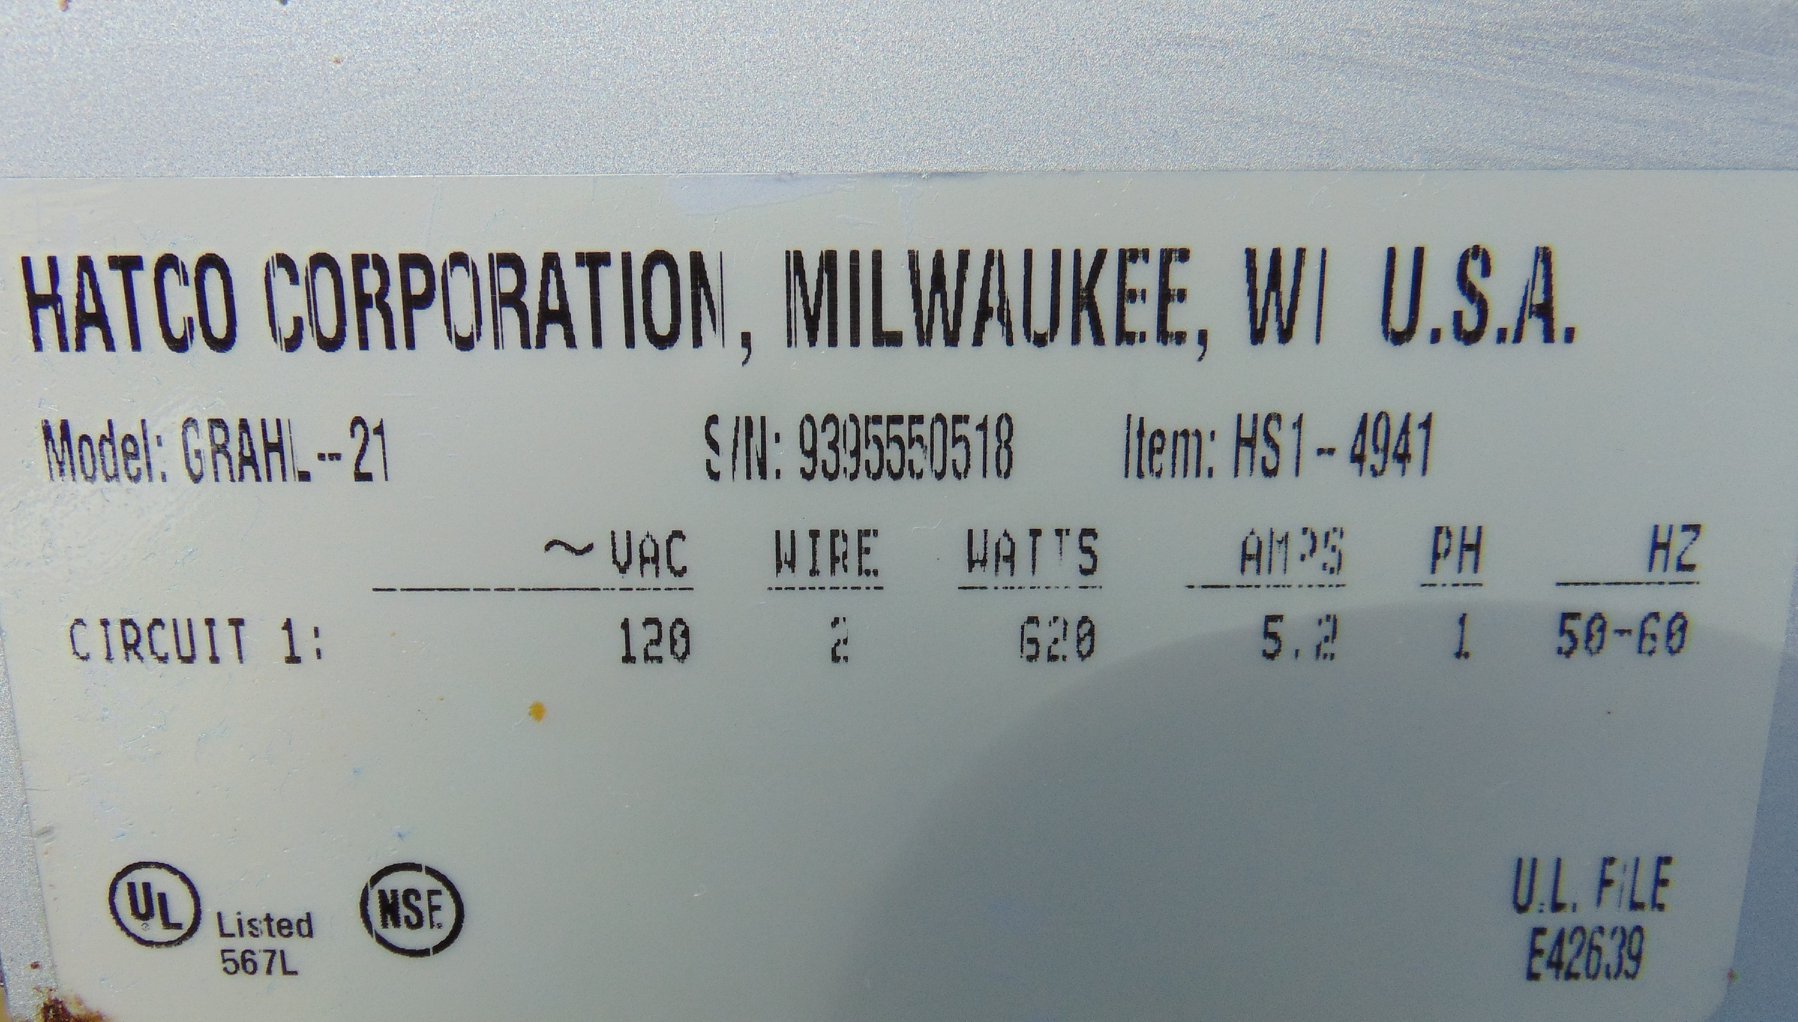 HATCO CORPORATION, MILWAUKEE, WI U.S.A.
Model: GRAHL--21 S/N: 9395550518 Item: HS1-4941
~VAC WIRE WATTS AMPS PH HZ
CIRCUIT 1: 120 2 620 5.2 1 50-60
UL Listed NSF U.L. FILE
567L E42639